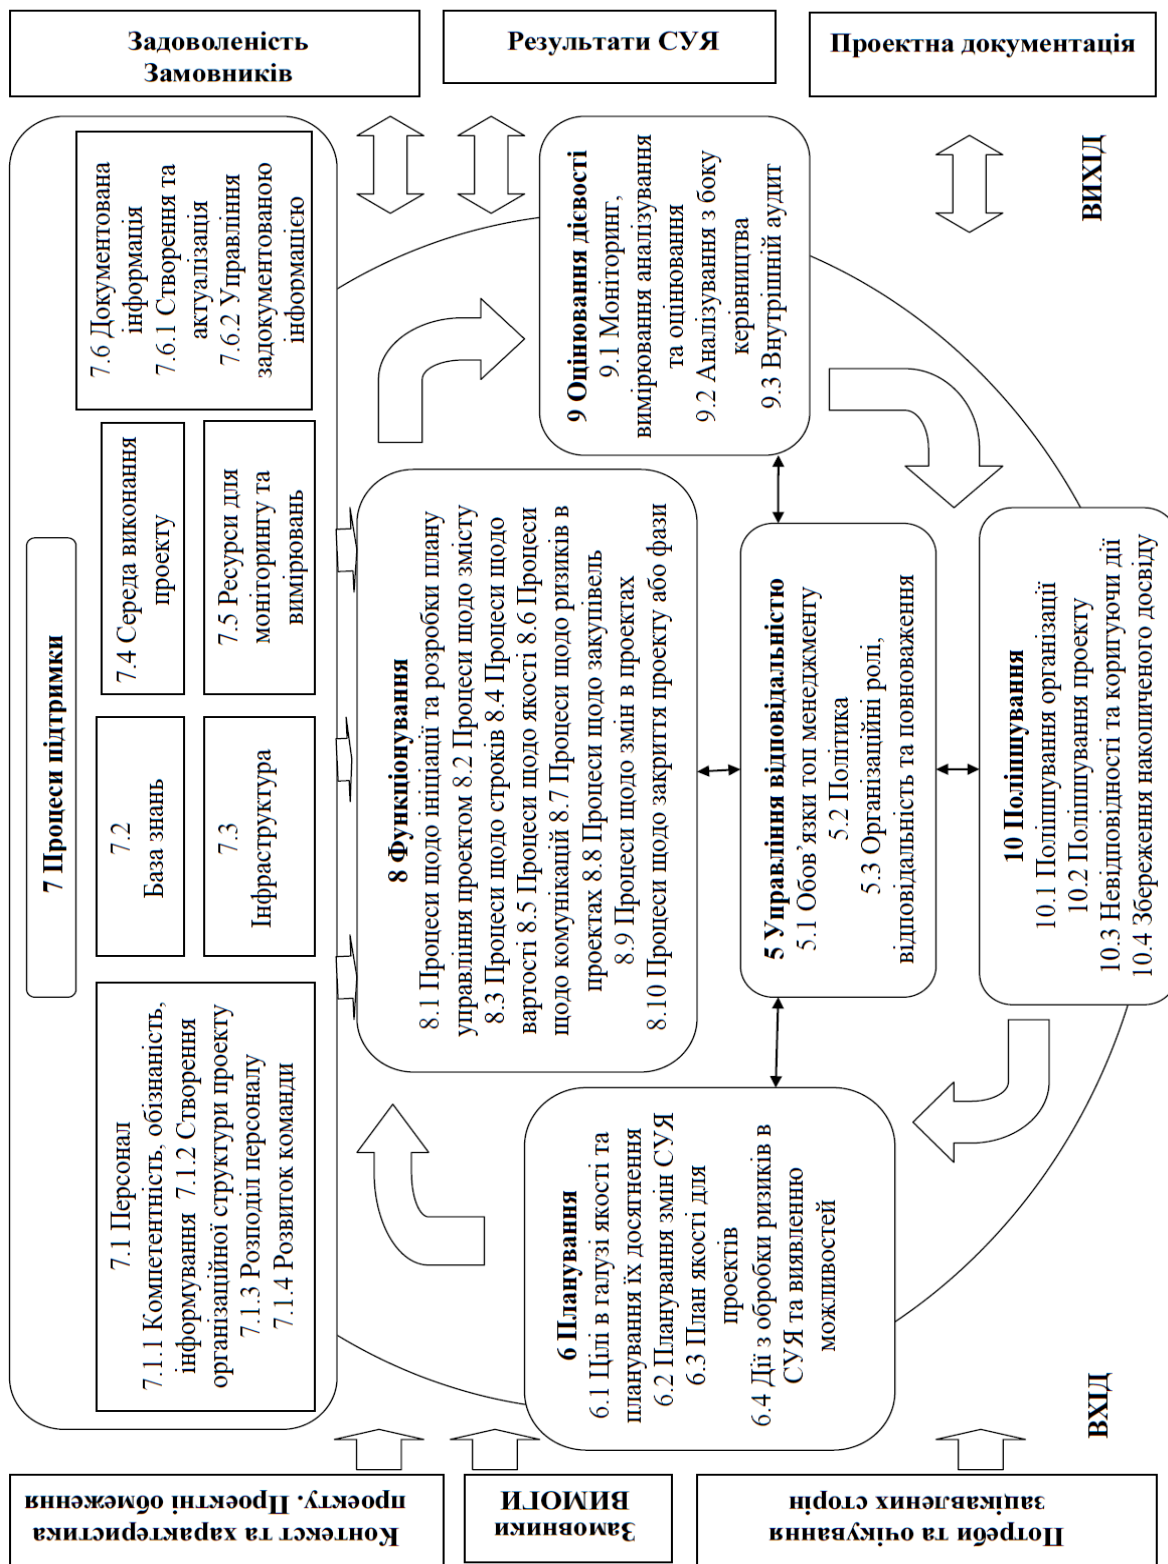 Задоволеність
Замовників
Результати СУЯ
Проектна документація
ВИХІД
7 Процеси підтримки
7.1 Персонал
7.1.1 Компетентність, обізнаність,
інформування 7.1.2 Створення
організаційної структури проекту
7.1.3 Розподіл персоналу
7.1.4 Розвиток команди
7.2
База знань
7.3
Інфраструктура
7.4 Середа виконання
проекту
7.5 Ресурси для
моніторингу та
вимірювань
7.6 Документована
інформація
7.6.1 Створення та
актуалізація
7.6.2 Управління
задокументованою
інформацією
8 Функціонування
8.1 Процеси щодо ініціації та розробки плану
управління проектом 8.2 Процеси щодо змісту
8.3 Процеси щодо строків 8.4 Процеси щодо
вартості 8.5 Процеси щодо якості 8.6 Процеси
щодо комунікацій 8.7 Процеси щодо ризиків в
проектах 8.8 Процеси щодо закупівель
8.9 Процеси щодо змін в проектах
8.10 Процеси щодо закриття проекту або фази
9 Оцінювання дієвості
9.1 Моніторинг,
вимірювання аналізування
та оцінювання
9.2 Аналізування з боку
керівництва
9.3 Внутрішній аудит
5 Управління відповідальністю
5.1 Обов’язки топ менеджменту
5.2 Політика
5.3 Організаційні ролі,
відповідальність та повноваження
6 Планування
6.1 Цілі в галузі якості та
планування їх досягнення
6.2 Планування змін СУЯ
6.3 План якості для
проектів
6.4 Дії з обробки ризиків в
СУЯ та виявленню
можливостей
10 Поліпшування
10.1 Поліпшування організації
10.2 Поліпшування проекту
10.3 Невідповідності та коригуючи дії
10.4 Збереження накопиченого досвіду
ВХІД
Контекст та характеристика
проекту. Проектні обмеження
Замовники
ВИМОГИ
Потреби та очікування
зацікавлених сторін